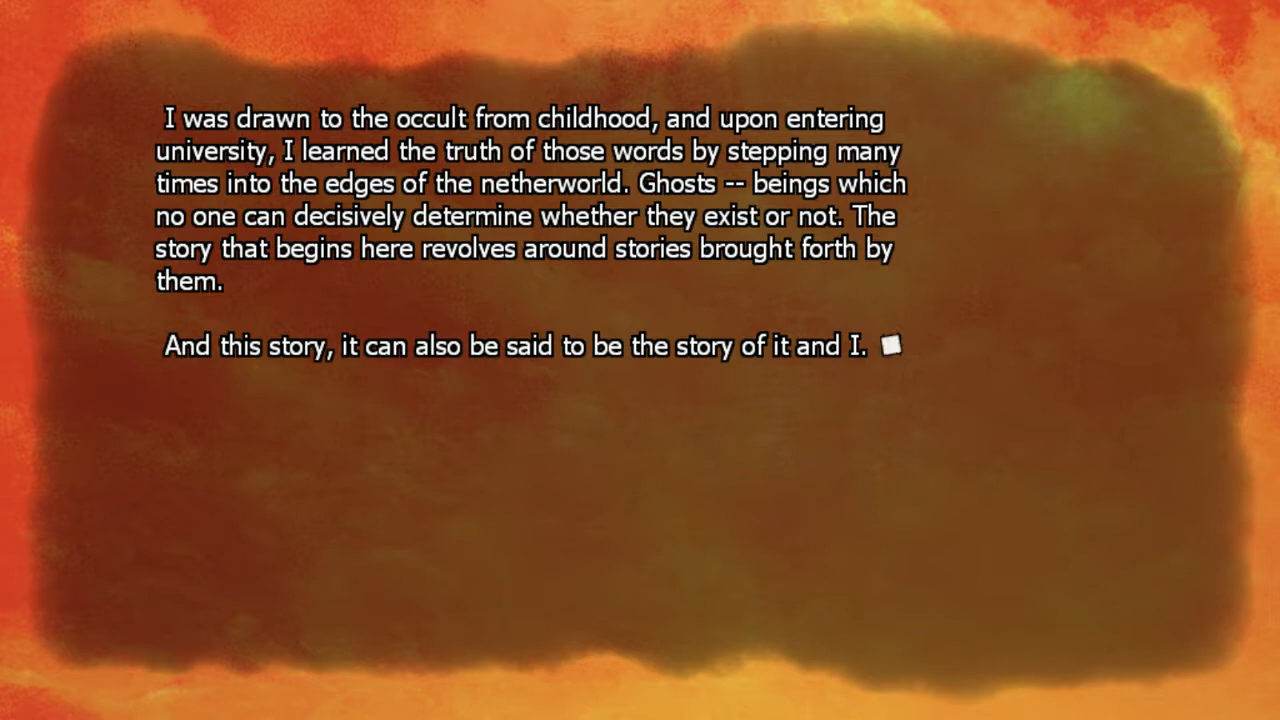 I was drawn to the occult from childhood, and upon entering
university, I learned the truth of those words by stepping many
times into the edges of the netherworld. Ghosts -- beings which
no one can decisively determine whether they exist or not. The
story that begins here revolves around stories brought forth by
them.
And this story, it can also be said to be the story of it and I.